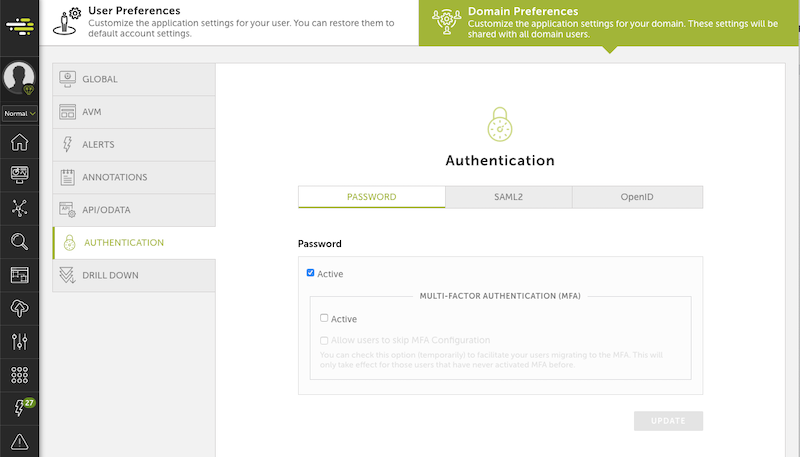 User Preferences
Customize the application settings for your user. You can restore them to
default account settings.
Domain Preferences
Customize the application settings for your domain. These settings will be
shared with all domain users.
Normal
27
GLOBAL
AVM
ALERTS
ANNOTATIONS
API/ODATA
AUTHENTICATION
DRILL DOWN
Authentication
PASSWORD
SAML2
OpenID
Password
Active
MULTI-FACTOR AUTHENTICATION (MFA)
Active
Allow users to skip MFA Configuration
You can check this option (temporarily) to facilitate your users migrating to the MFA. This will
only take effect for those users that have never activated MFA before.
UPDATE